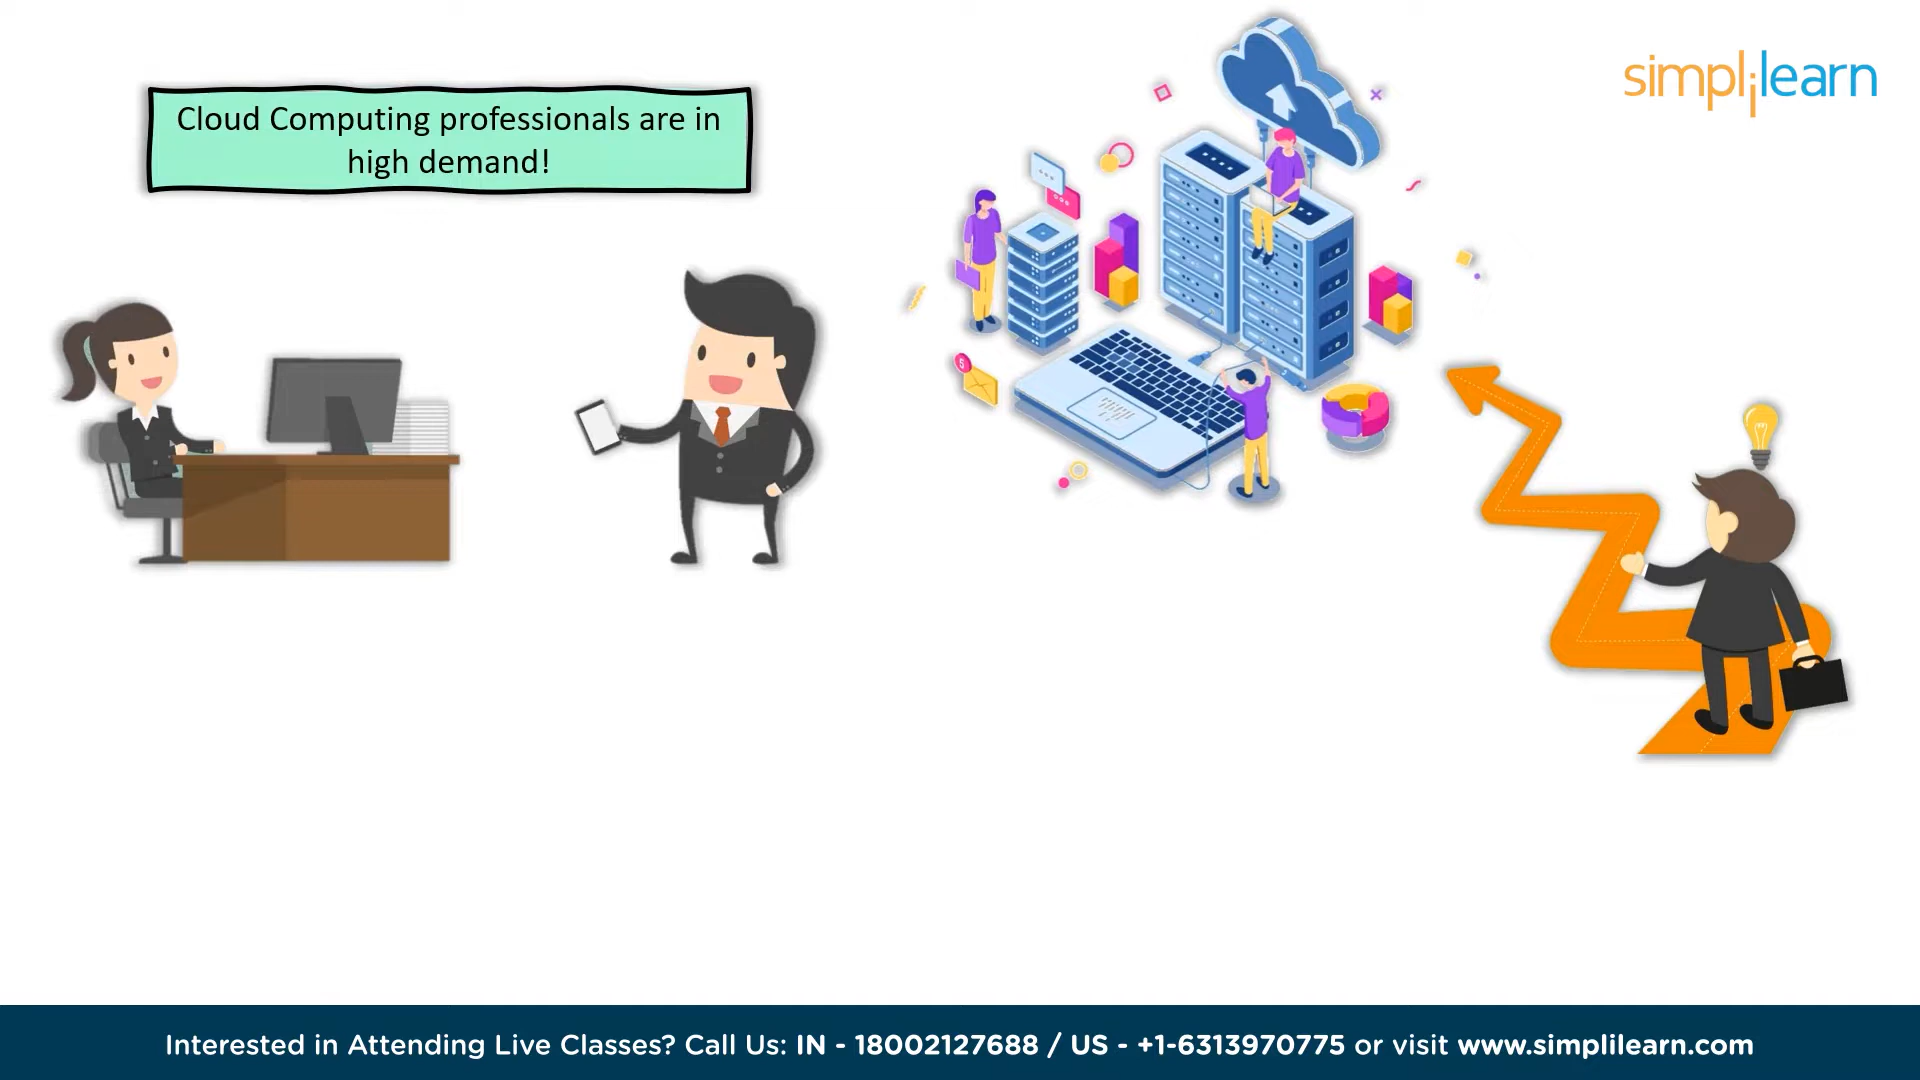 Cloud Computing professionals are in
high demand!
simplilearn
Interested in Attending Live Classes? Call Us: IN - 18002127688 / US - +1-6313970775 or visit www.simplilearn.com